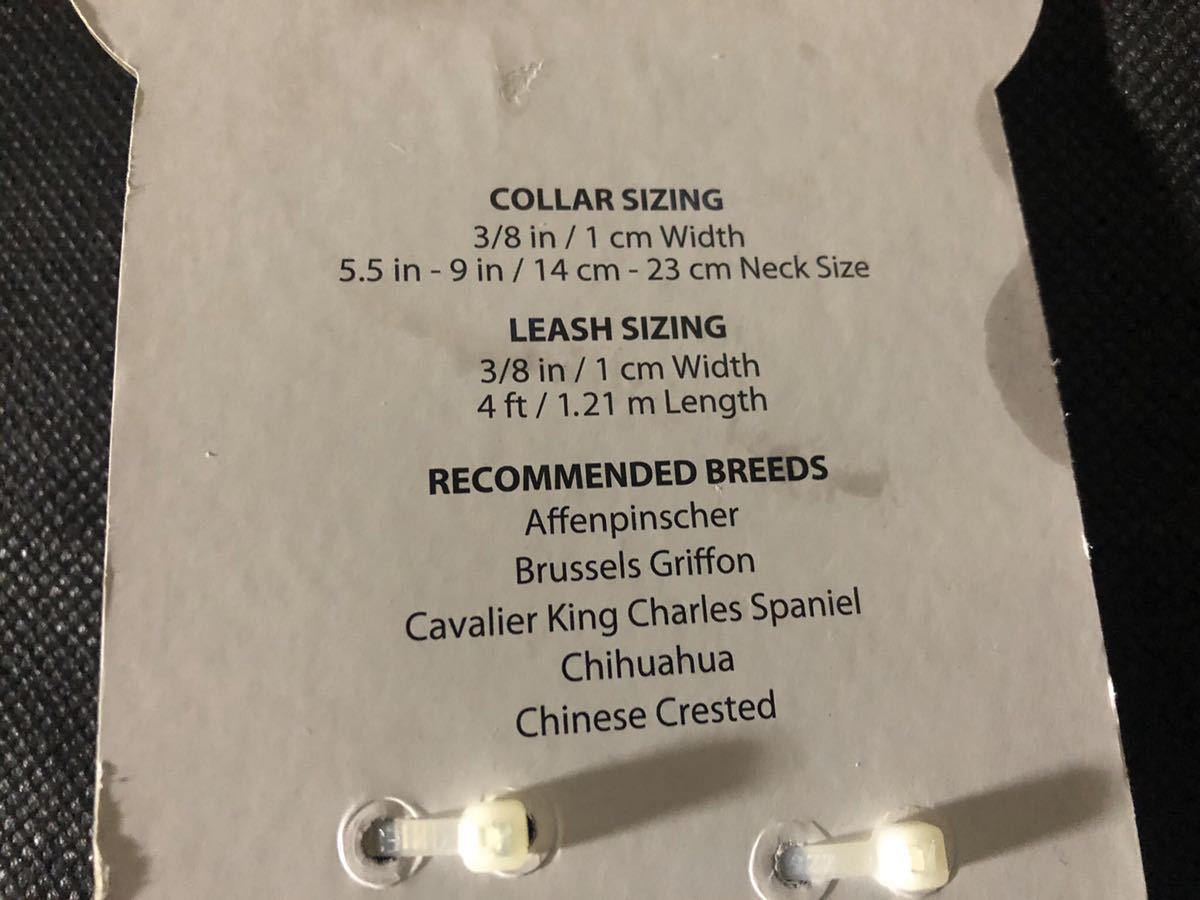 COLLAR SIZING
3/8 in / 1 cm Width
5.5 in - 9 in / 14 cm - 23 cm Neck Size
LEASH SIZING
3/8 in / 1 cm Width
4 ft / 1.21 m Length
RECOMMENDED BREEDS
Affenpinscher
Brussels Griffon
Cavalier King Charles Spaniel
Chihuahua
Chinese Crested